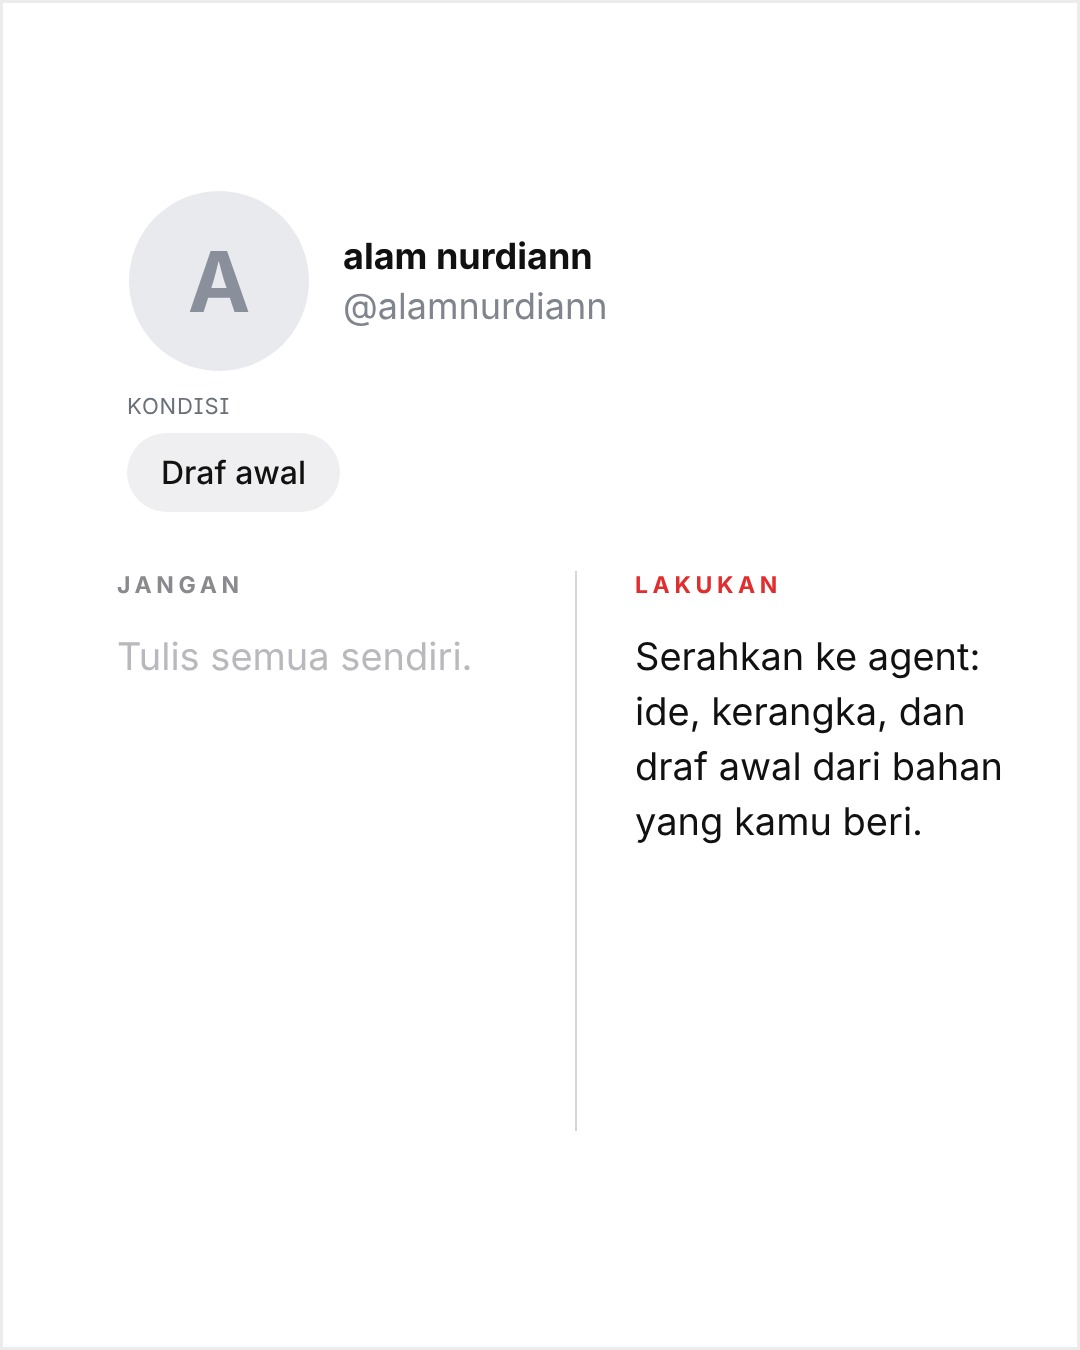 A
alam nurdiann
@alamnurdiann
KONDISI
Draf awal
JANGAN
Tulis semua sendiri.
LAKUKAN
Serahkan ke agent:
ide, kerangka, dan
draf awal dari bahan
yang kamu beri.